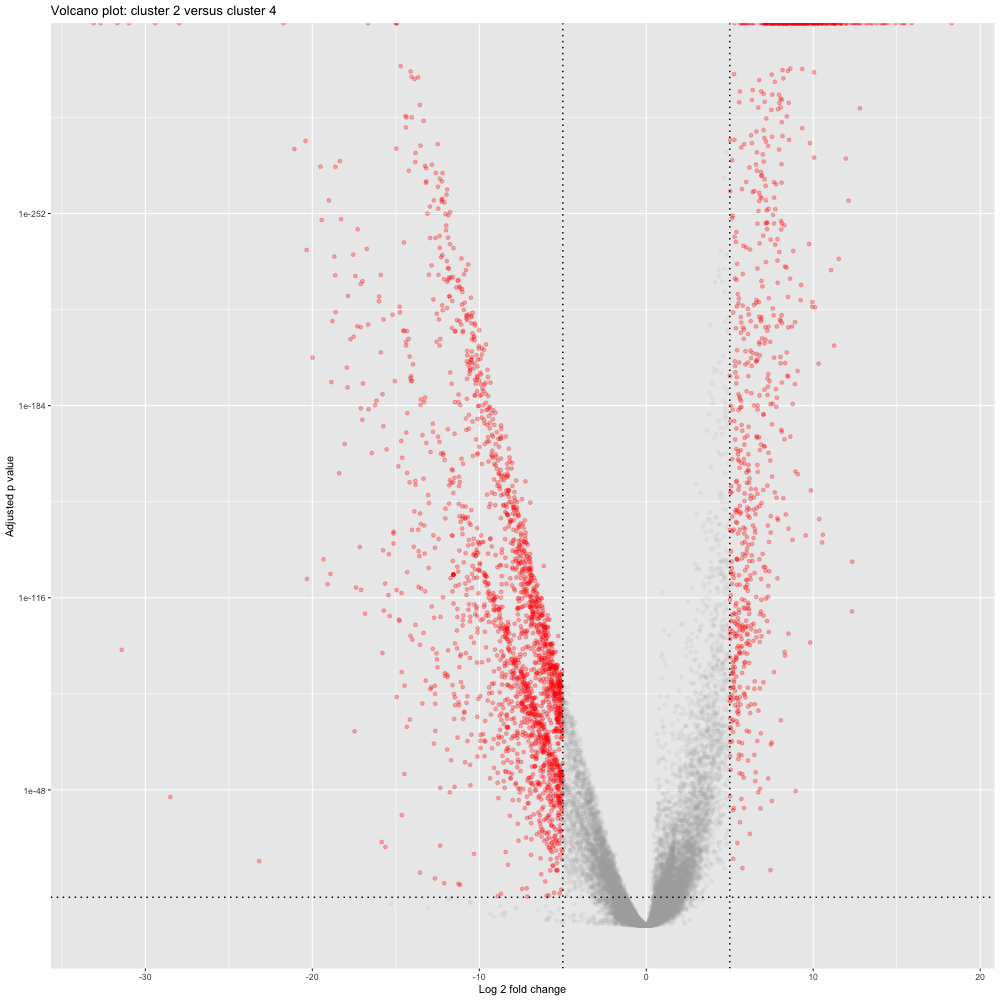 Volcano plot: cluster 2 versus cluster 4
Adjusted p value
1e-252
1e-184
1e-116
1e-48
-30
-20
-10
0
10
20
Log 2 fold change